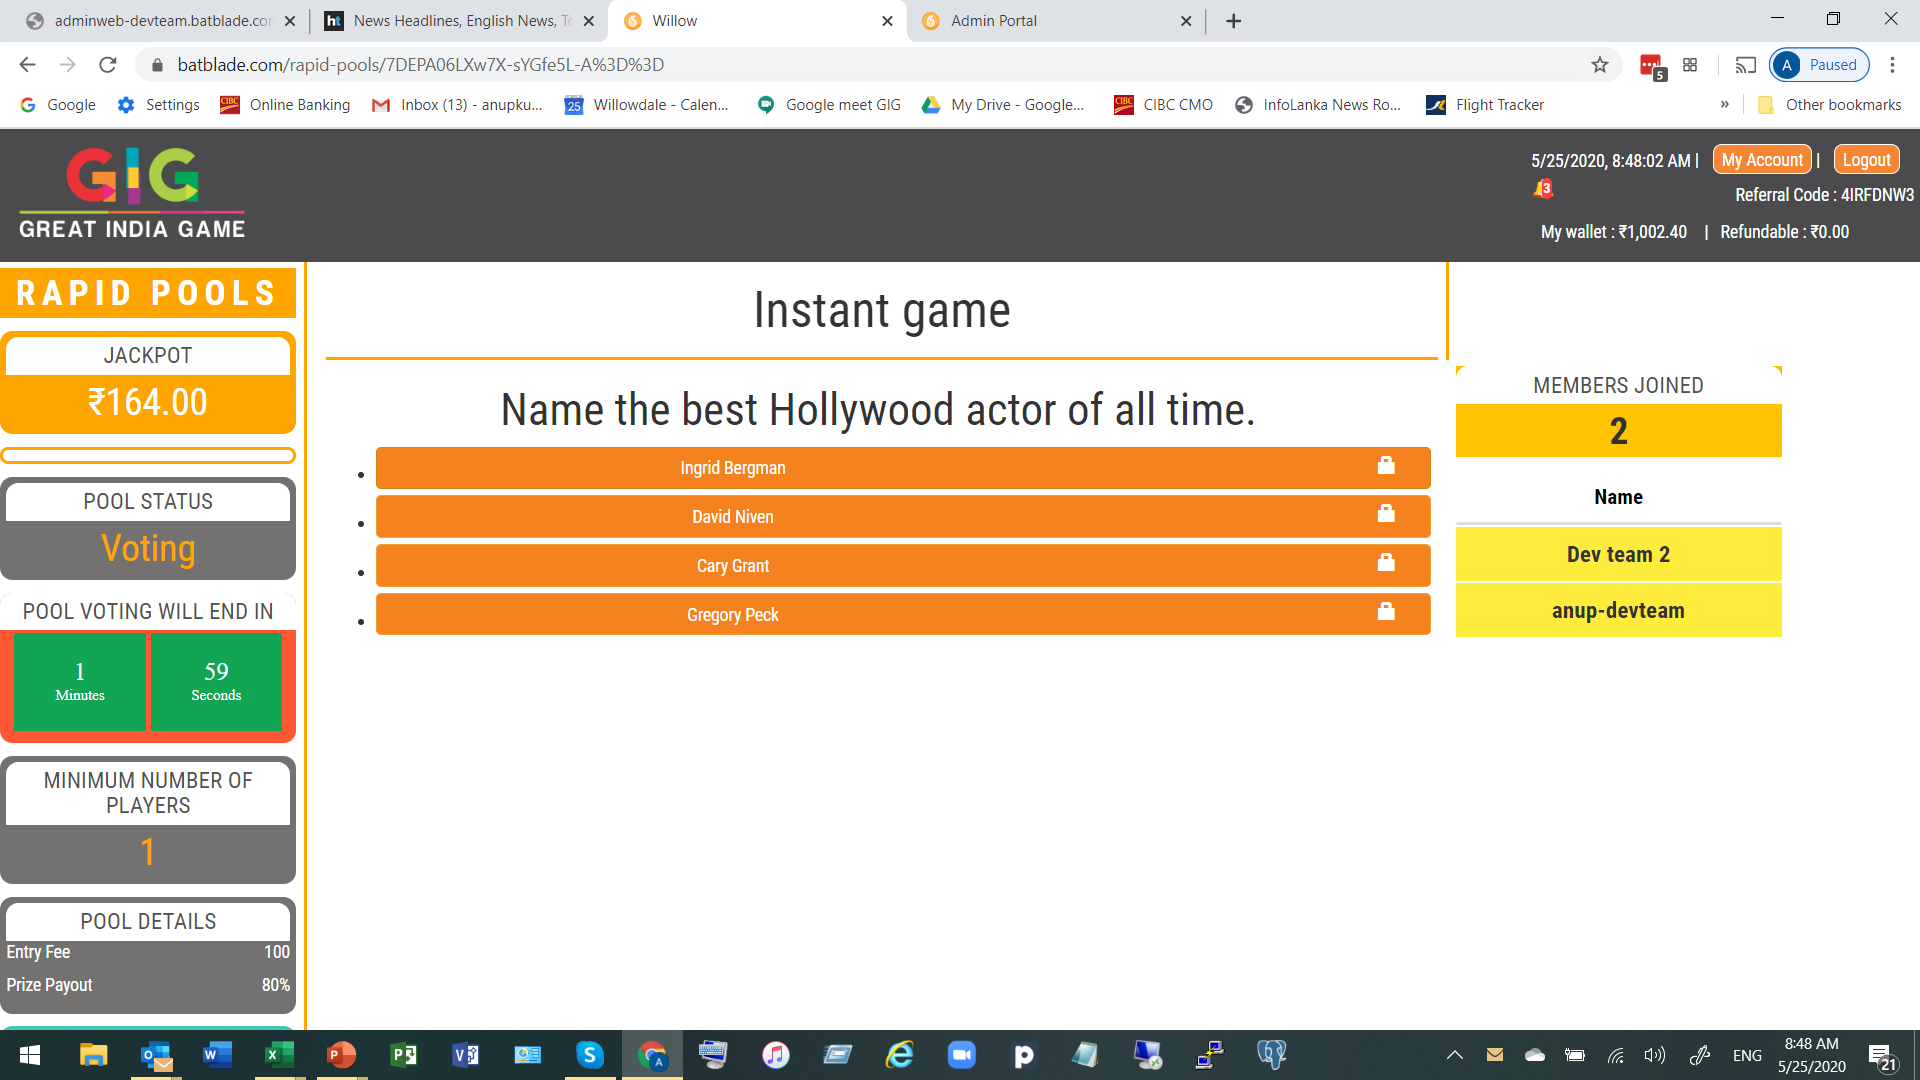 adminweb-devteam.batblade.co
News Headlines, English News, To
Willow
Admin Portal
batblade.com/rapid-pools/7DEPA06LXw7X-sYGfe5L-A%3D%3D
5
A
Paused
Google
Settings
CIBC
Online Banking
Inbox (13) - anupku...
25
Willowdale - Calen...
Google meet GIG
My Drive - Google...
CIBC
CIBC CMO
InfoLanka News Ro...
Flight Tracker
»
Other bookmarks
GIG
GREAT INDIA GAME
5/25/2020, 8:48:02 AM |
My Account |
Logout
3
Referral Code : 4IRFDNW3
My wallet : ₹1,002.40 | Refundable : ₹0.00
RAPID POOLS
JACKPOT
₹164.00
POOL STATUS
Voting
POOL VOTING WILL END IN
1
Minutes
59
Seconds
MINIMUM NUMBER OF
PLAYERS
1
POOL DETAILS
Entry Fee 100
Prize Payout 80%
Instant game
Name the best Hollywood actor of all time.
Ingrid Bergman
David Niven
Cary Grant
Gregory Peck
MEMBERS JOINED
2
Name
Dev team 2
anup-devteam
ENG
8:48 AM
5/25/2020
21